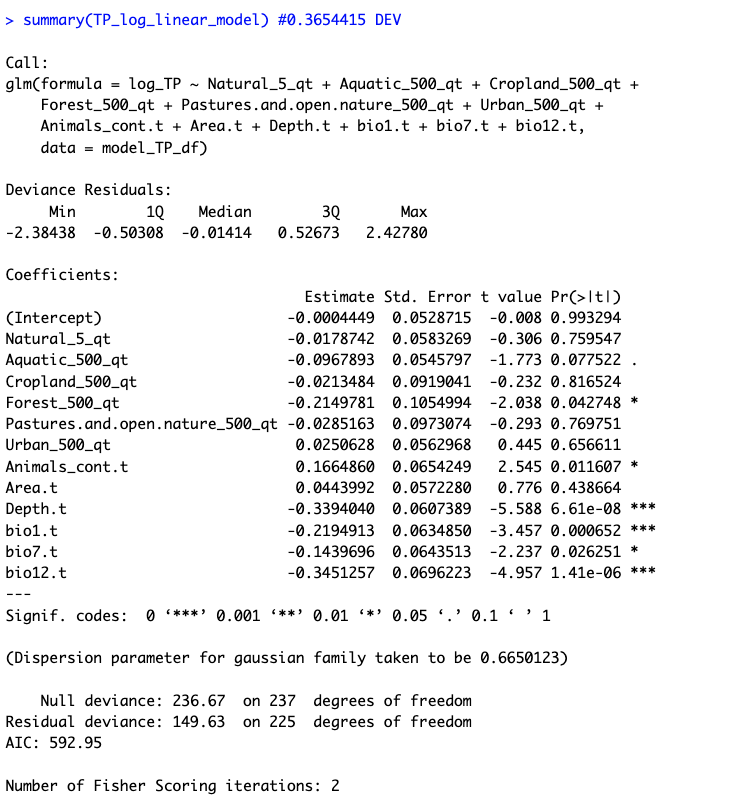 > summary(TP_log_linear_model) #0.3654415 DEV

Call:
glm(formula = log_TP ~ Natural_5_qt + Aquatic_500_qt + Cropland_500_qt +
    Forest_500_qt + Pastures.and.open.nature_500_qt + Urban_500_qt +
    Animals_cont.t + Area.t + Depth.t + bio1.t + bio7.t + bio12.t,
    data = model_TP_df)

Deviance Residuals:
     Min        1Q    Median        3Q       Max
-2.38438  -0.50308  -0.01414   0.52673   2.42780

Coefficients:
                                  Estimate Std. Error t value Pr(>|t|)
(Intercept)                     -0.0004449  0.0528715  -0.008 0.993294
Natural_5_qt                    -0.0178742  0.0583269  -0.306 0.759547
Aquatic_500_qt                  -0.0967893  0.0545797  -1.773 0.077522 .
Cropland_500_qt                 -0.0213484  0.0919041  -0.232 0.816524
Forest_500_qt                   -0.2149781  0.1054994  -2.038 0.042748 *
Pastures.and.open.nature_500_qt -0.0285163  0.0973074  -0.293 0.769751
Urban_500_qt                     0.0250628  0.0562968   0.445 0.656611
Animals_cont.t                   0.1664860  0.0654249   2.545 0.011607 *
Area.t                           0.0443992  0.0572280   0.776 0.438664
Depth.t                         -0.3394040  0.0607389  -5.588 6.61e-08 ***
bio1.t                          -0.2194913  0.0634850  -3.457 0.000652 ***
bio7.t                          -0.1439696  0.0643513  -2.237 0.026251 *
bio12.t                         -0.3451257  0.0696223  -4.957 1.41e-06 ***
---
Signif. codes:  0 ‘***’ 0.001 ‘**’ 0.01 ‘*’ 0.05 ‘.’ 0.1 ‘ ’ 1

(Dispersion parameter for gaussian family taken to be 0.6650123)

    Null deviance: 236.67  on 237  degrees of freedom
Residual deviance: 149.63  on 225  degrees of freedom
AIC: 592.95

Number of Fisher Scoring iterations: 2